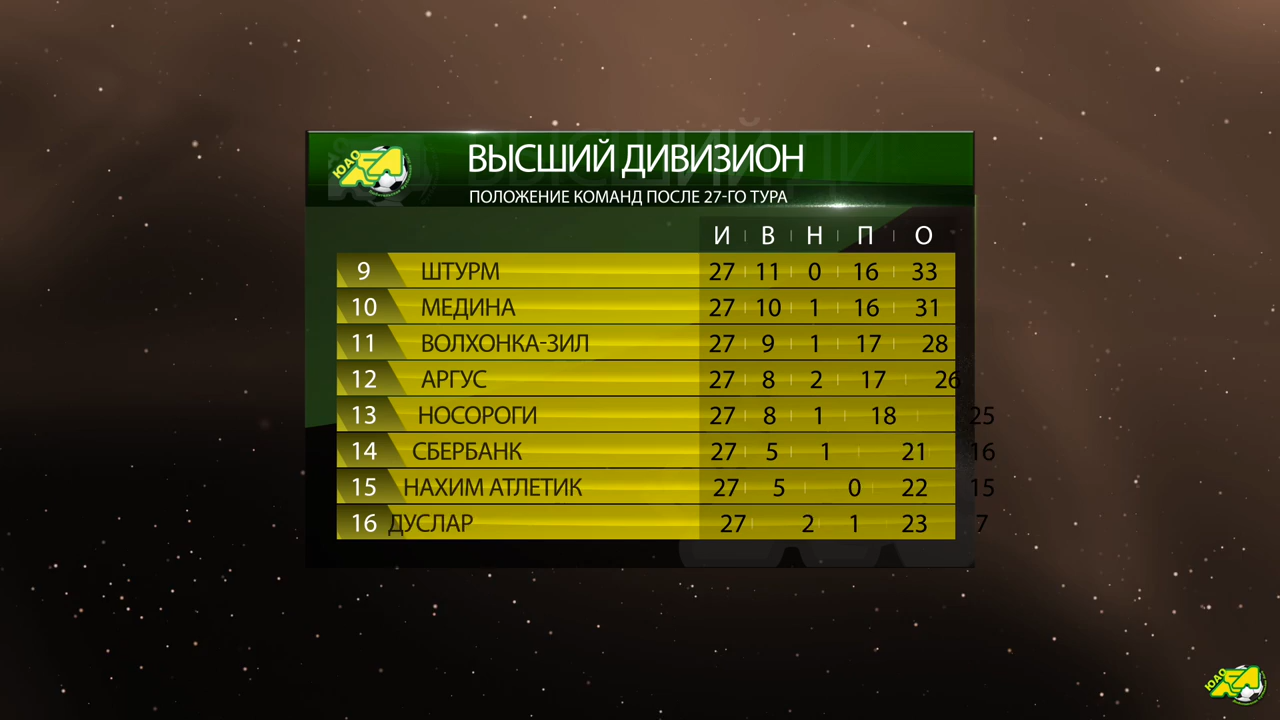 ЮДО
ВЫСШИЙ ДИВИЗИОН
ПОЛОЖЕНИЕ КОМАНД ПОСЛЕ 27-ГО ТУРА
И В Н П О
9 ШТУРМ 27 11 0 16 33
10 МЕДИНА 27 10 1 16 31
11 ВОЛХОНКА-ЗИЛ 27 9 1 17 28
12 АРГУС 27 8 2 17 26
13 НОСОРОГИ 27 8 1 18 25
14 СБЕРБАНК 27 5 1 21 16
15 НАХИМ АТЛЕТИК 27 5 0 22 15
16 ДУСЛАР 27 2 1 23 7
ЮДО